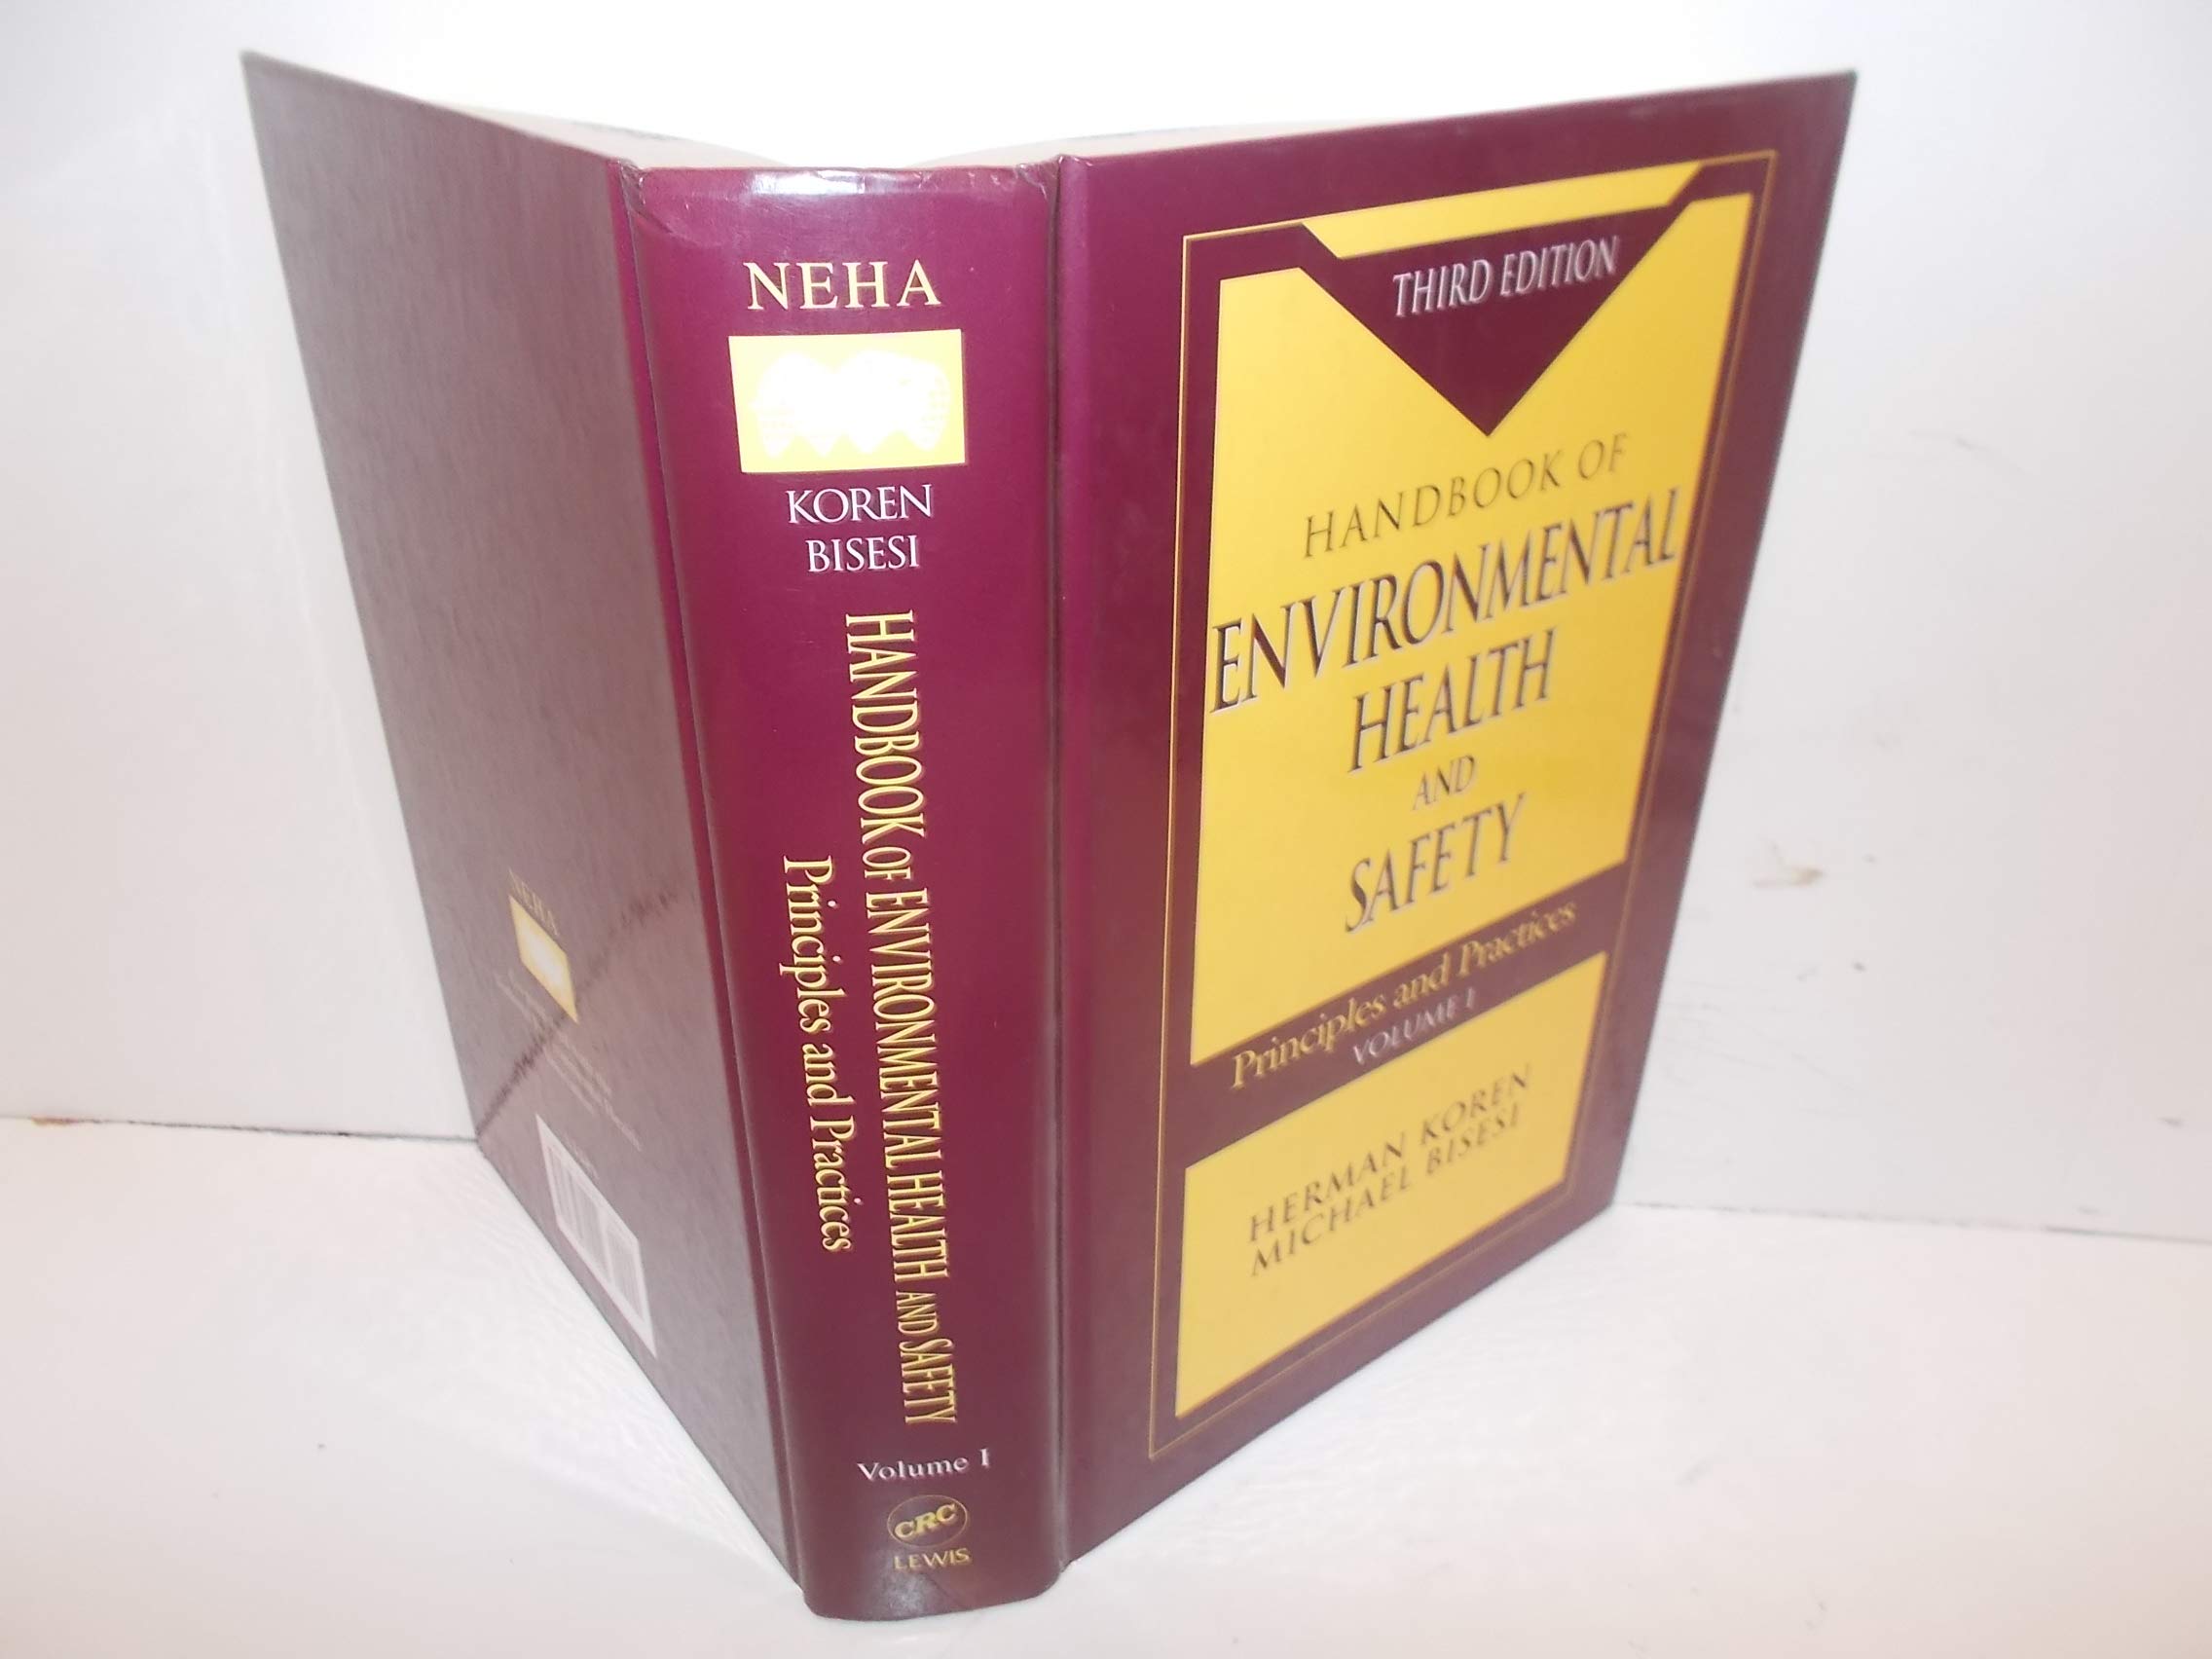 NEHA
NEHA
KOREN
BISESI
HANDBOOK OF ENVIRONMENTAL HEALTH AND SAFETY
Principles and Practices
Volume I
CRC
LEWIS
THIRD EDITION
HANDBOOK OF
ENVIRONMENTAL
HEALTH
AND
SAFETY
Principles and Practices
VOLUME I
HERMAN KOREN
MICHAEL BISESI